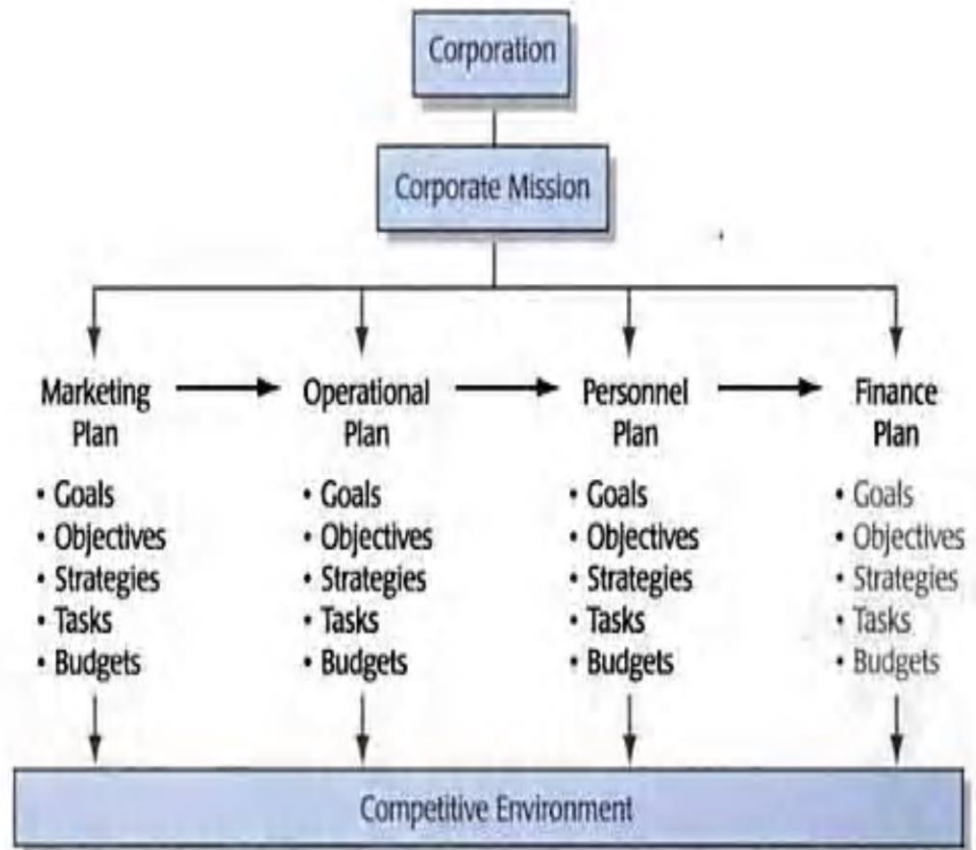 Corporation
Corporate Mission
Marketing
Plan
• Goals
• Objectives
• Strategies
• Tasks
• Budgets
Operational
Plan
• Goals
• Objectives
• Strategies
• Tasks
• Budgets
Personnel
Plan
• Goals
• Objectives
• Strategies
• Tasks
• Budgets
Finance
Plan
• Goals
• Objectives
• Strategies
• Tasks
• Budgets
Competitive Environment